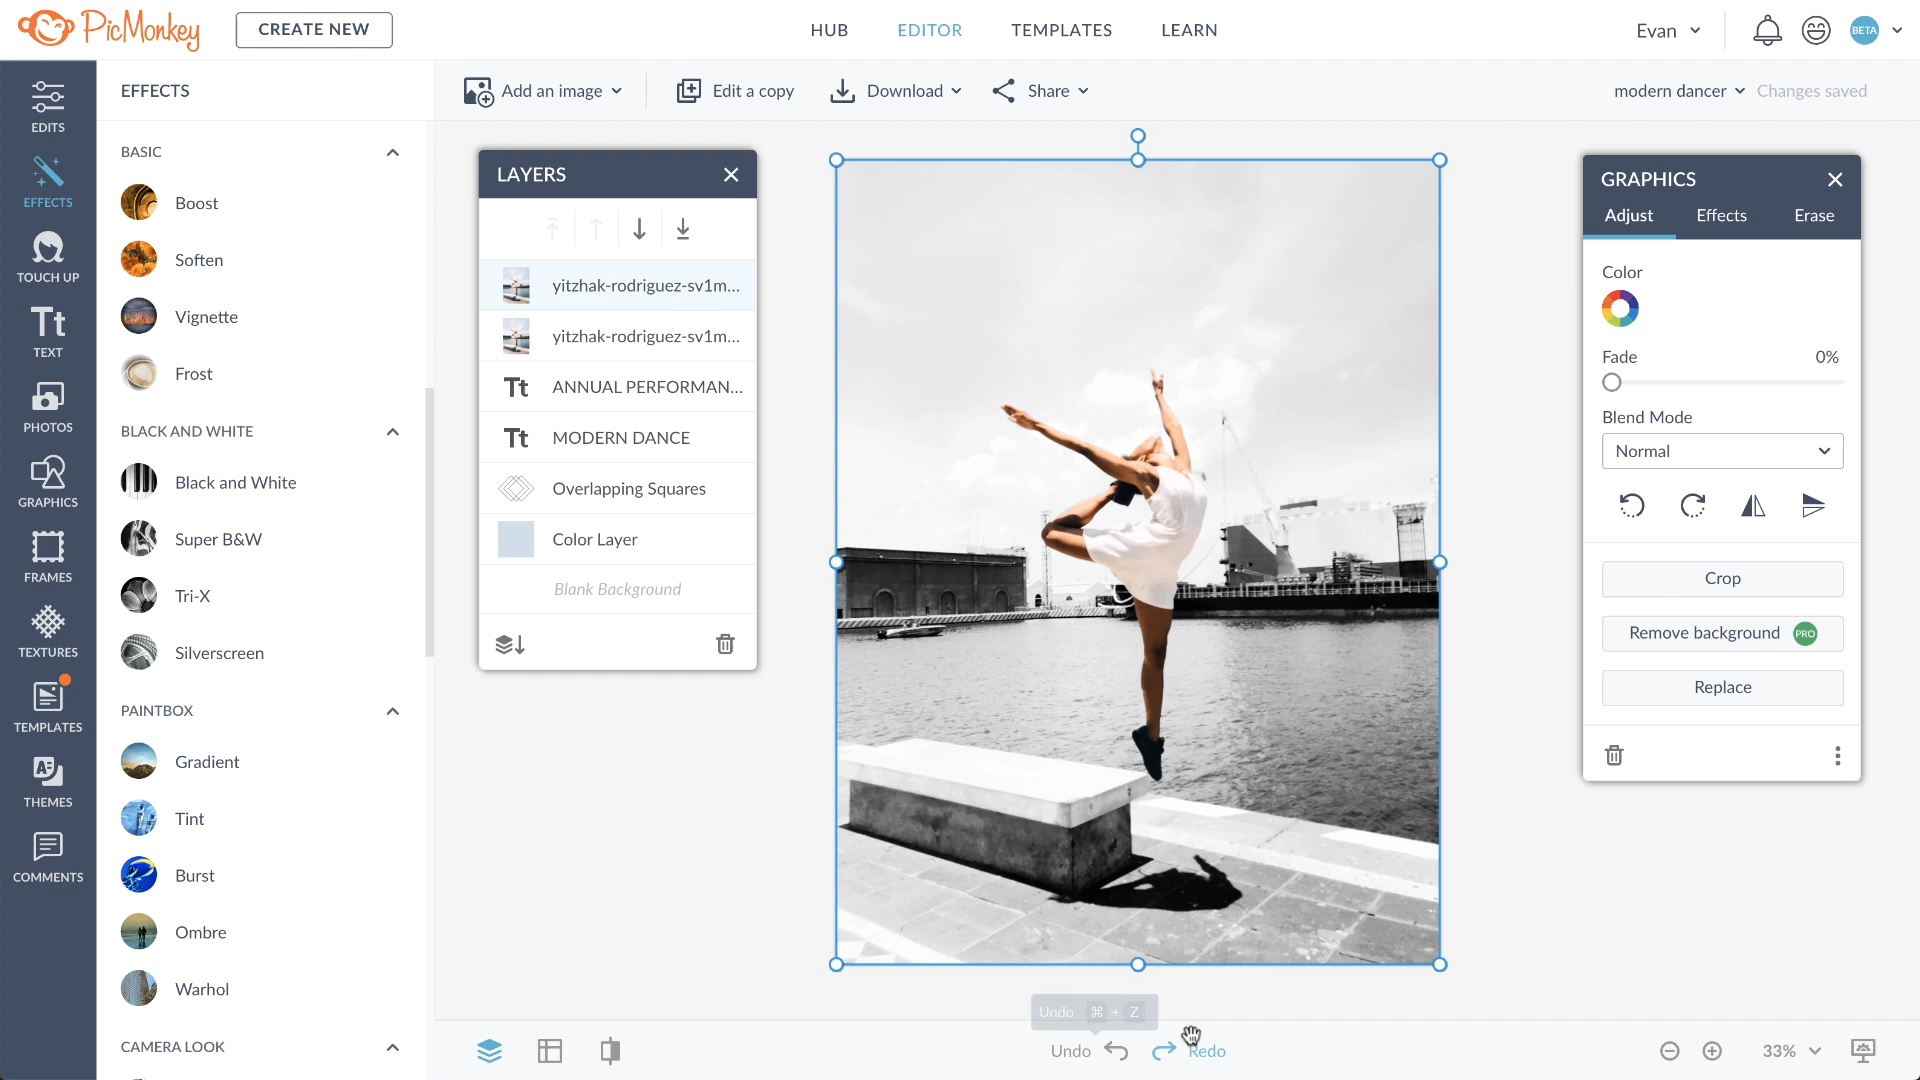 PicMonkey
CREATE NEW
HUB
EDITOR
TEMPLATES
LEARN
Evan
BETA
EDITS
EFFECTS
TOUCH UP
Tt
TEXT
PHOTOS
GRAPHICS
FRAMES
TEXTURES
TEMPLATES
THEMES
COMMENTS
EFFECTS
BASIC
Boost
Soften
Vignette
Frost
BLACK AND WHITE
Black and White
Super B&W
Tri-X
Silverscreen
PAINTBOX
Gradient
Tint
Burst
Ombre
Warhol
CAMERA LOOK
Add an image
Edit a copy
Download
Share
modern dancer
Changes saved
LAYERS
yitzhak-rodriguez-sv1m...
yitzhak-rodriguez-sv1m...
Tt ANNUAL PERFORMAN...
Tt MODERN DANCE
Overlapping Squares
Color Layer
Blank Background
GRAPHICS
Adjust Effects Erase
Color
Fade 0%
Blend Mode
Normal
Crop
Remove background PRO
Replace
Undo ⌘ + Z
Undo
Redo
33%